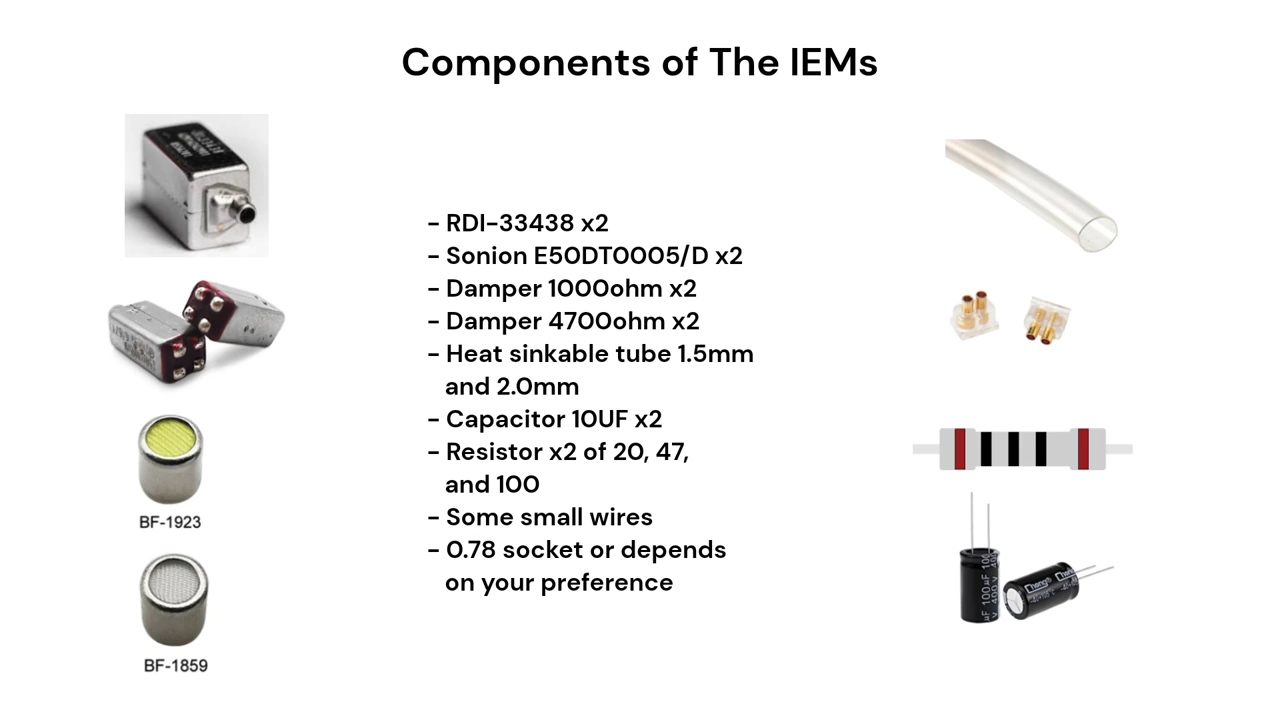 Components of The IEMs
- RDI-33438 x2
- Sonion E50DT0005/D x2
- Damper 1000ohm x2
- Damper 4700ohm x2
- Heat sinkable tube 1.5mm
and 2.0mm
- Capacitor 10UF x2
- Resistor x2 of 20, 47,
and 100
- Some small wires
- 0.78 socket or depends
on your preference
BF-1923
BF-1859
Chong